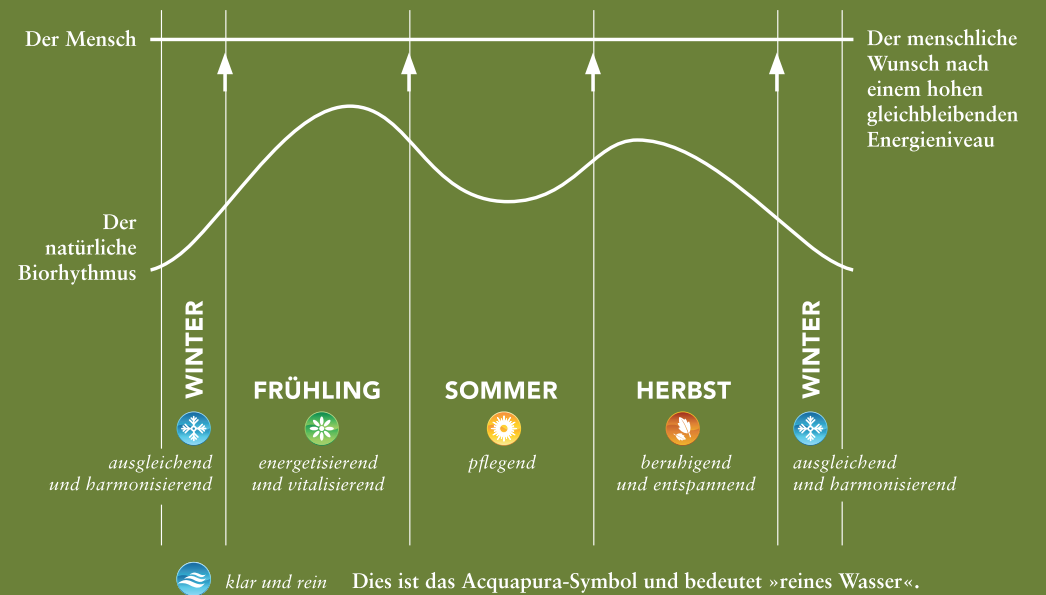 Der Mensch
Der menschliche
Wunsch nach
einem hohen
gleichbleibenden
Energieniveau
Der
natürliche
Biorhythmus
WINTER
FRÜHLING
SOMMER
HERBST
WINTER
ausgleichend
und harmonisierend
energetisierend
und vitalisierend
pflegend
beruhigend
und entspannend
ausgleichend
und harmonisierend
klar und rein Dies ist das Acquapura-Symbol und bedeutet »reines Wasser«.